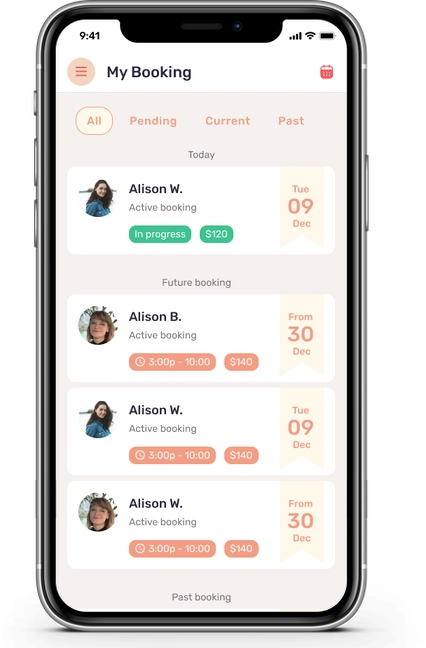 9:41
My Booking
All Pending Current Past
Today
Alison W.
Active booking
In progress $120
Tue
09
Dec
Future booking
Alison B.
Active booking
3:00p - 10:00 $140
From
30
Dec
Alison W.
Active booking
3:00p - 10:00 $140
Tue
09
Dec
Alison W.
Active booking
3:00p - 10:00 $140
From
30
Dec
Past booking